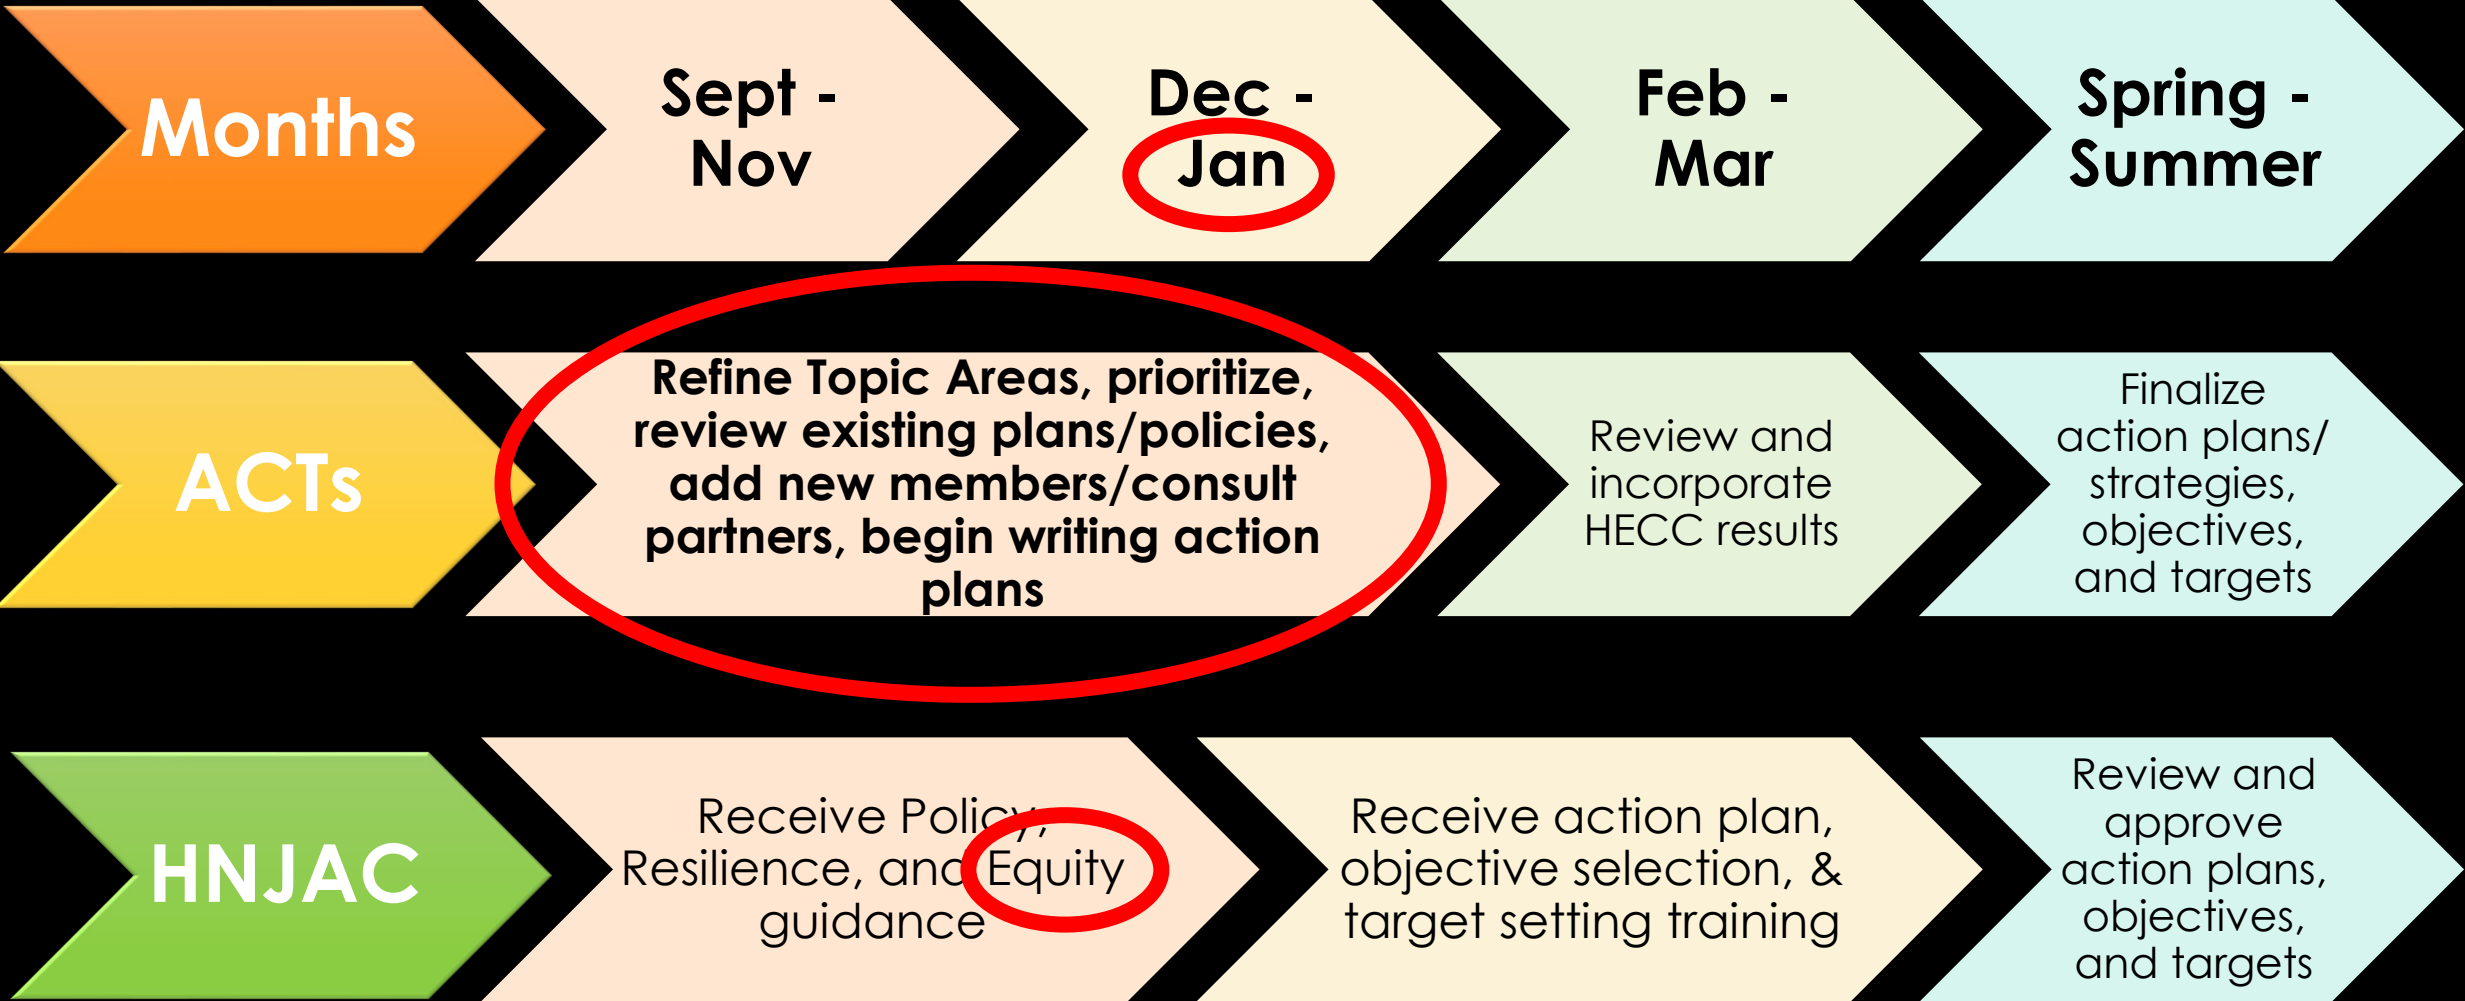 Months
Sept -
Nov
Dec -
Jan
Feb -
Mar
Spring -
Summer
ACTs
Refine Topic Areas, prioritize,
review existing plans/policies,
add new members/consult
partners, begin writing action
plans
Review and
incorporate
HECC results
Finalize
action plans/
strategies,
objectives,
and targets
HNJAC
Receive Policy,
Resilience, and Equity
guidance
Receive action plan,
objective selection, &
target setting training
Review and
approve
action plans,
objectives,
and targets